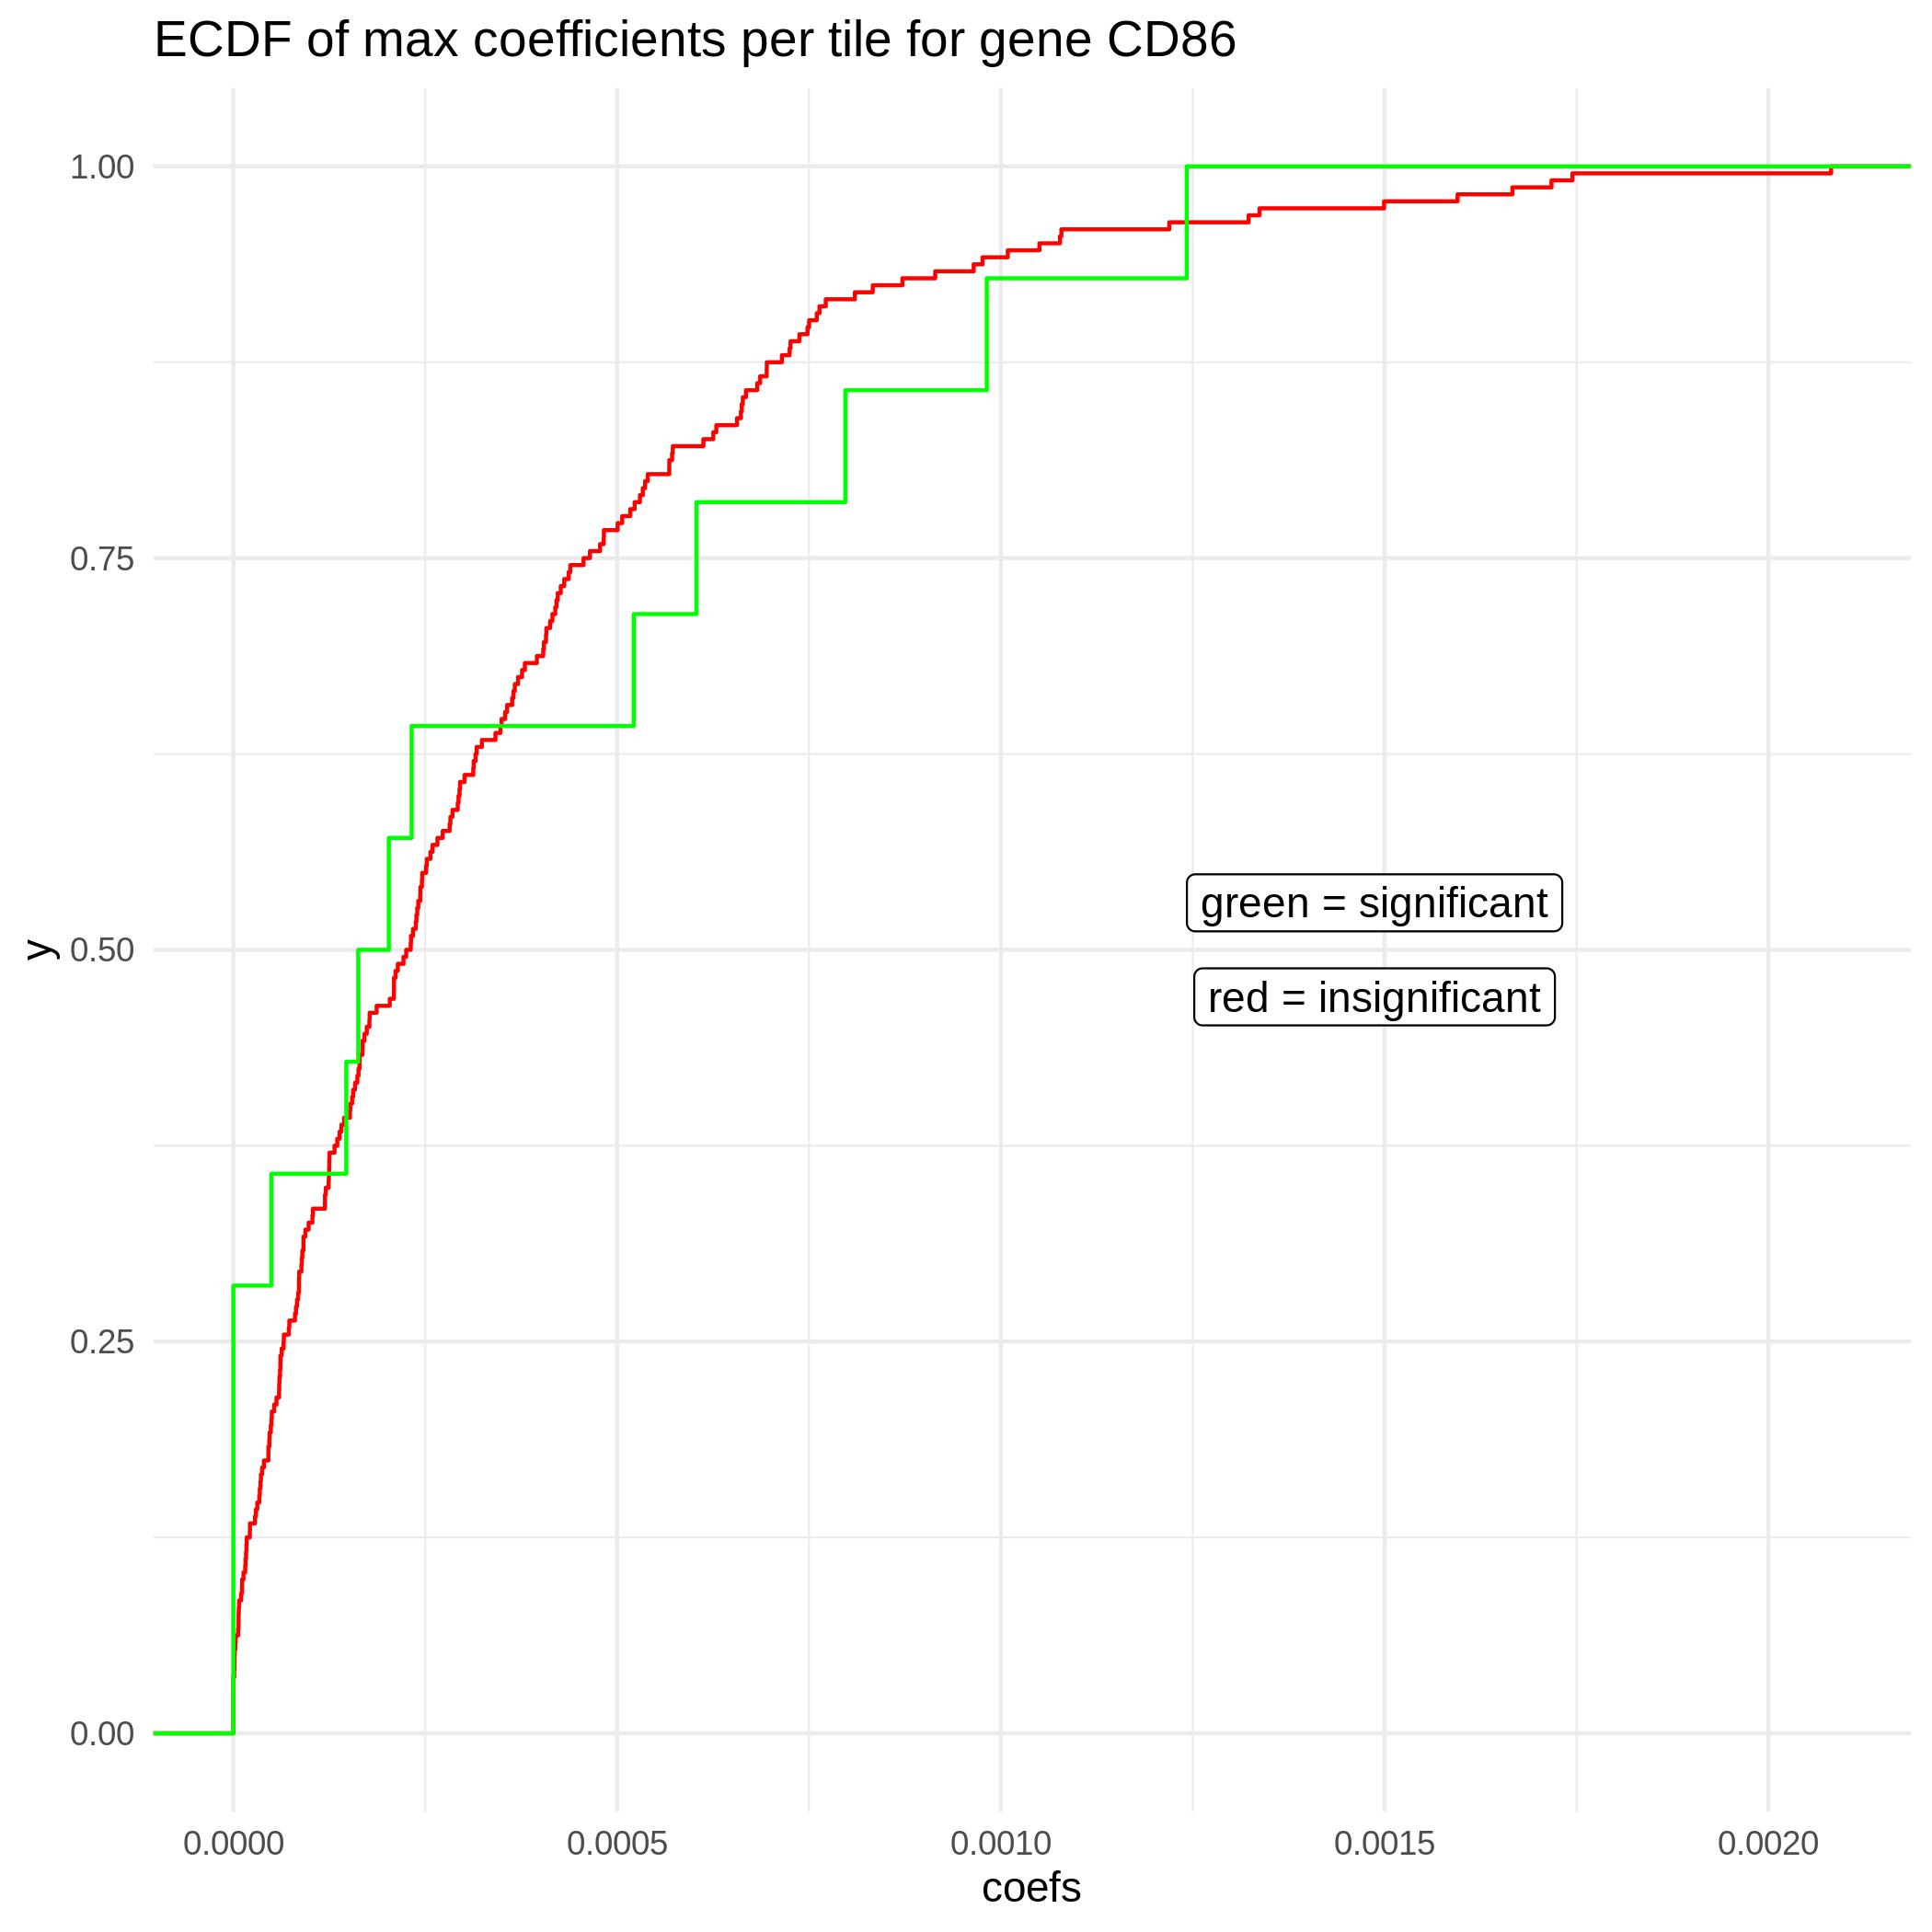 ECDF of max coefficients per tile for gene CD86
1.00
0.75
0.50
0.25
0.00
y
green = significant
red = insignificant
0.0000 0.0005 0.0010 0.0015 0.0020
coefs